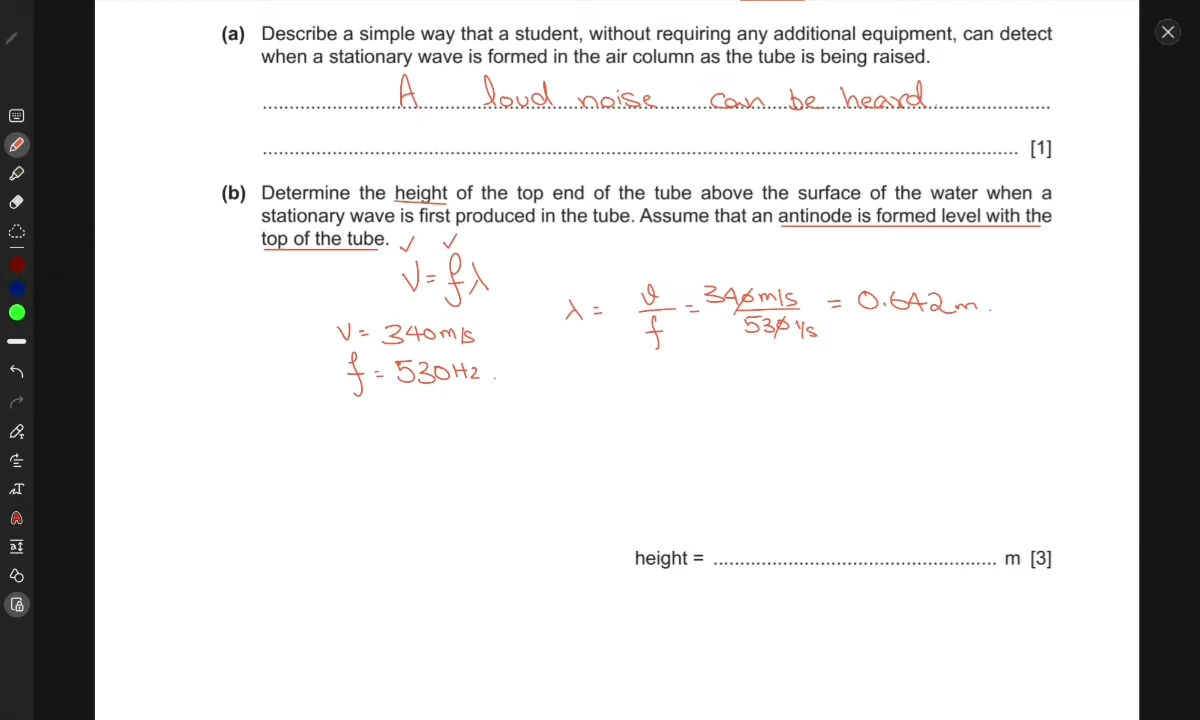 (a) Describe a simple way that a student, without requiring any additional equipment, can detect
when a stationary wave is formed in the air column as the tube is being raised.
A loud noise can be heard
[1]
(b) Determine the height of the top end of the tube above the surface of the water when a
stationary wave is first produced in the tube. Assume that an antinode is formed level with the
top of the tube. ✓ ✓
V = fλ
λ = v/f = 340 m/s / 530 1/s = 0.642 m.
V = 340 m/s
f = 530 Hz.
height = ................................................... m [3]